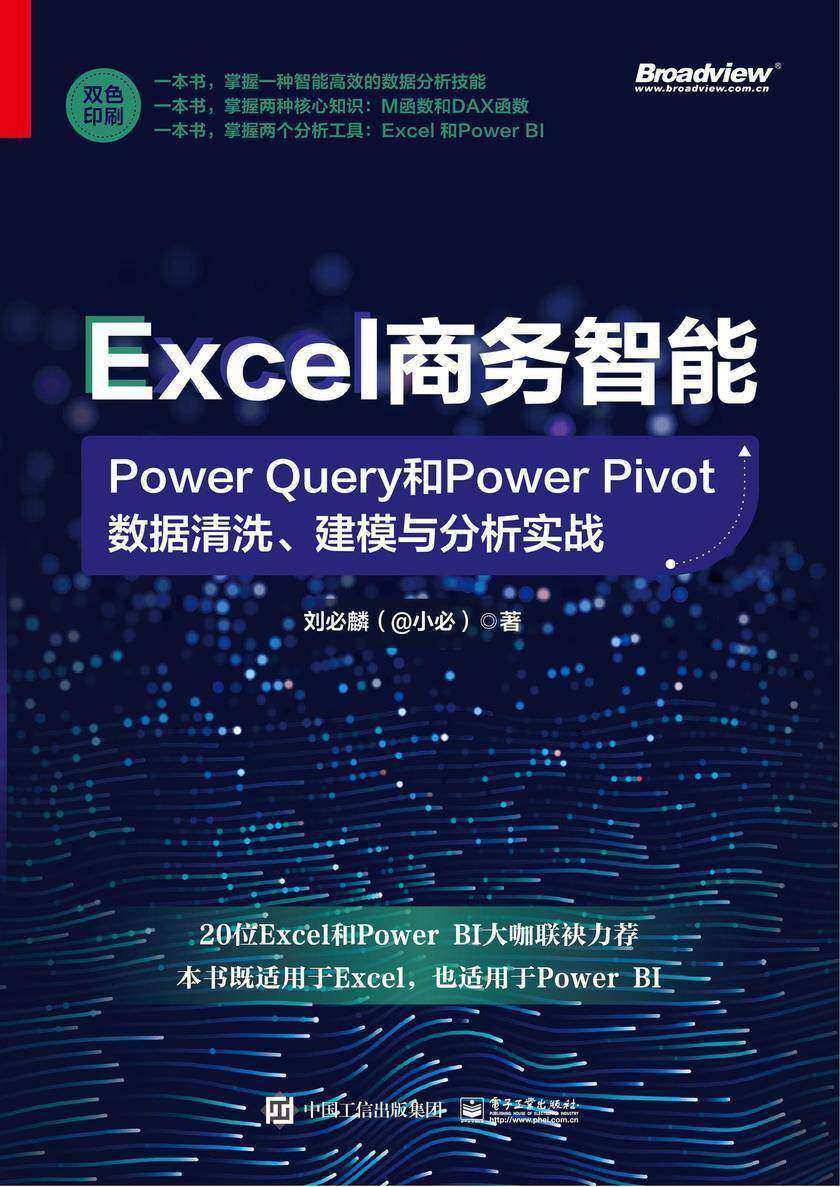 双色
印刷
一本书，掌握一种智能高效的数据分析技能
一本书，掌握两种核心知识：M函数和DAX函数
一本书，掌握两个分析工具：Excel 和Power BI
Broadview®
www.broadview.com.cn
Excel商务智能
Power Query和Power Pivot
数据清洗、建模与分析实战
刘必麟（@小必）◎著
20位Excel和Power BI大咖联袂力荐
本书既适用于Excel，也适用于Power BI
中国工信出版集团
电子工业出版社
PUBLISHING HOUSE OF ELECTRONICS INDUSTRY
http://www.phei.com.cn